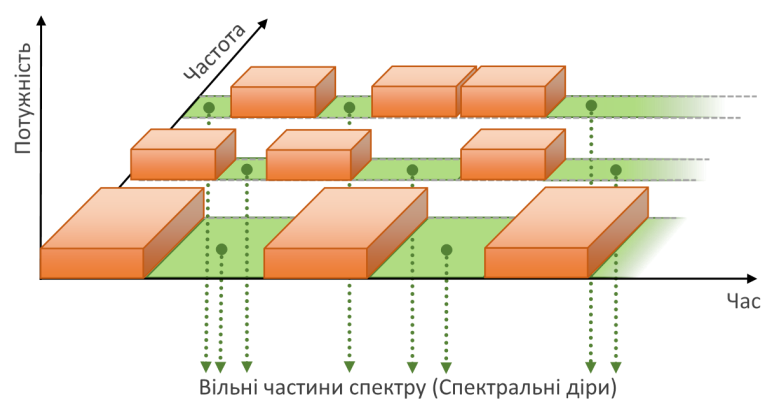 Потужність
Частота
Час
Вільні частини спектру (Спектральні діри)